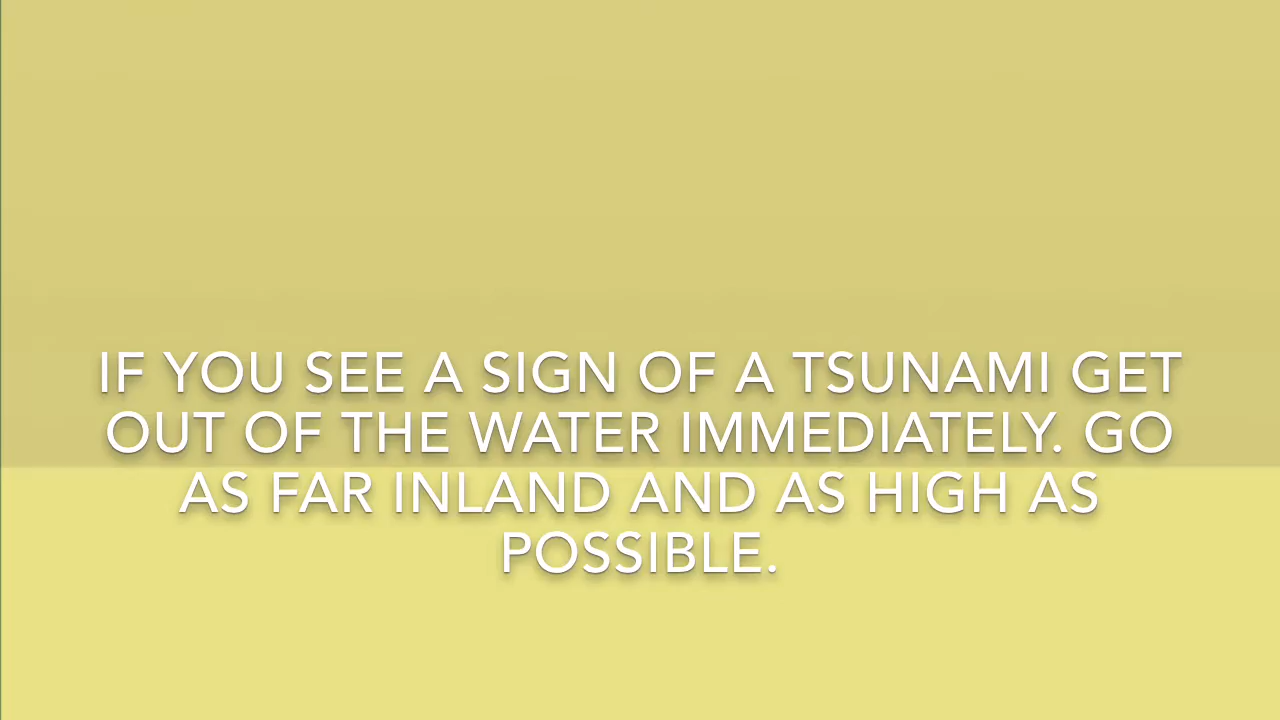 IF YOU SEE A SIGN OF A TSUNAMI GET
OUT OF THE WATER IMMEDIATELY. GO
AS FAR INLAND AND AS HIGH AS
POSSIBLE.